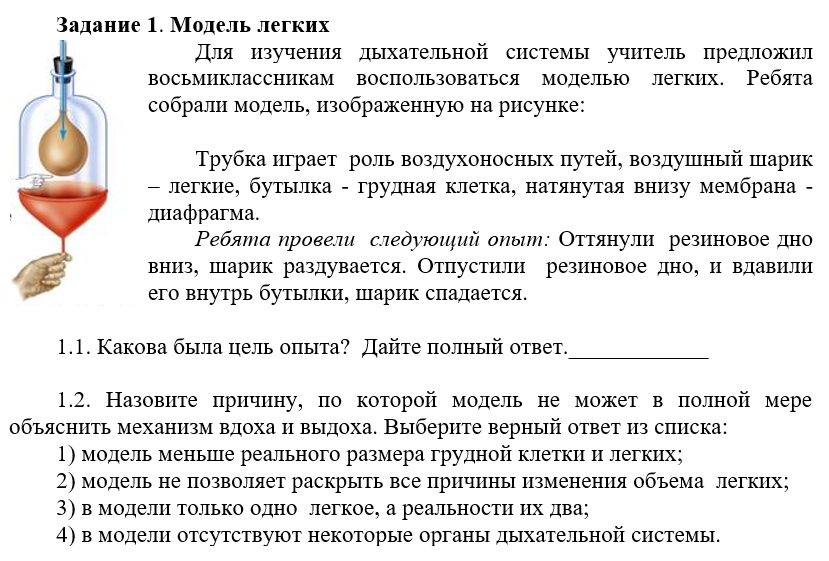 Задание 1. Модель легких
Для изучения дыхательной системы учитель предложил
восьмиклассникам воспользоваться моделью легких. Ребята
собрали модель, изображенную на рисунке:
Трубка играет роль воздухоносных путей, воздушный шарик
– легкие, бутылка - грудная клетка, натянутая внизу мембрана -
диафрагма.
Ребята провели следующий опыт: Оттянули резиновое дно
вниз, шарик раздувается. Отпустили резиновое дно, и вдавили
его внутрь бутылки, шарик спадается.
1.1. Какова была цель опыта? Дайте полный ответ.____________
1.2. Назовите причину, по которой модель не может в полной мере
объяснить механизм вдоха и выдоха. Выберите верный ответ из списка:
1) модель меньше реального размера грудной клетки и легких;
2) модель не позволяет раскрыть все причины изменения объема легких;
3) в модели только одно легкое, а реальности их два;
4) в модели отсутствуют некоторые органы дыхательной системы.